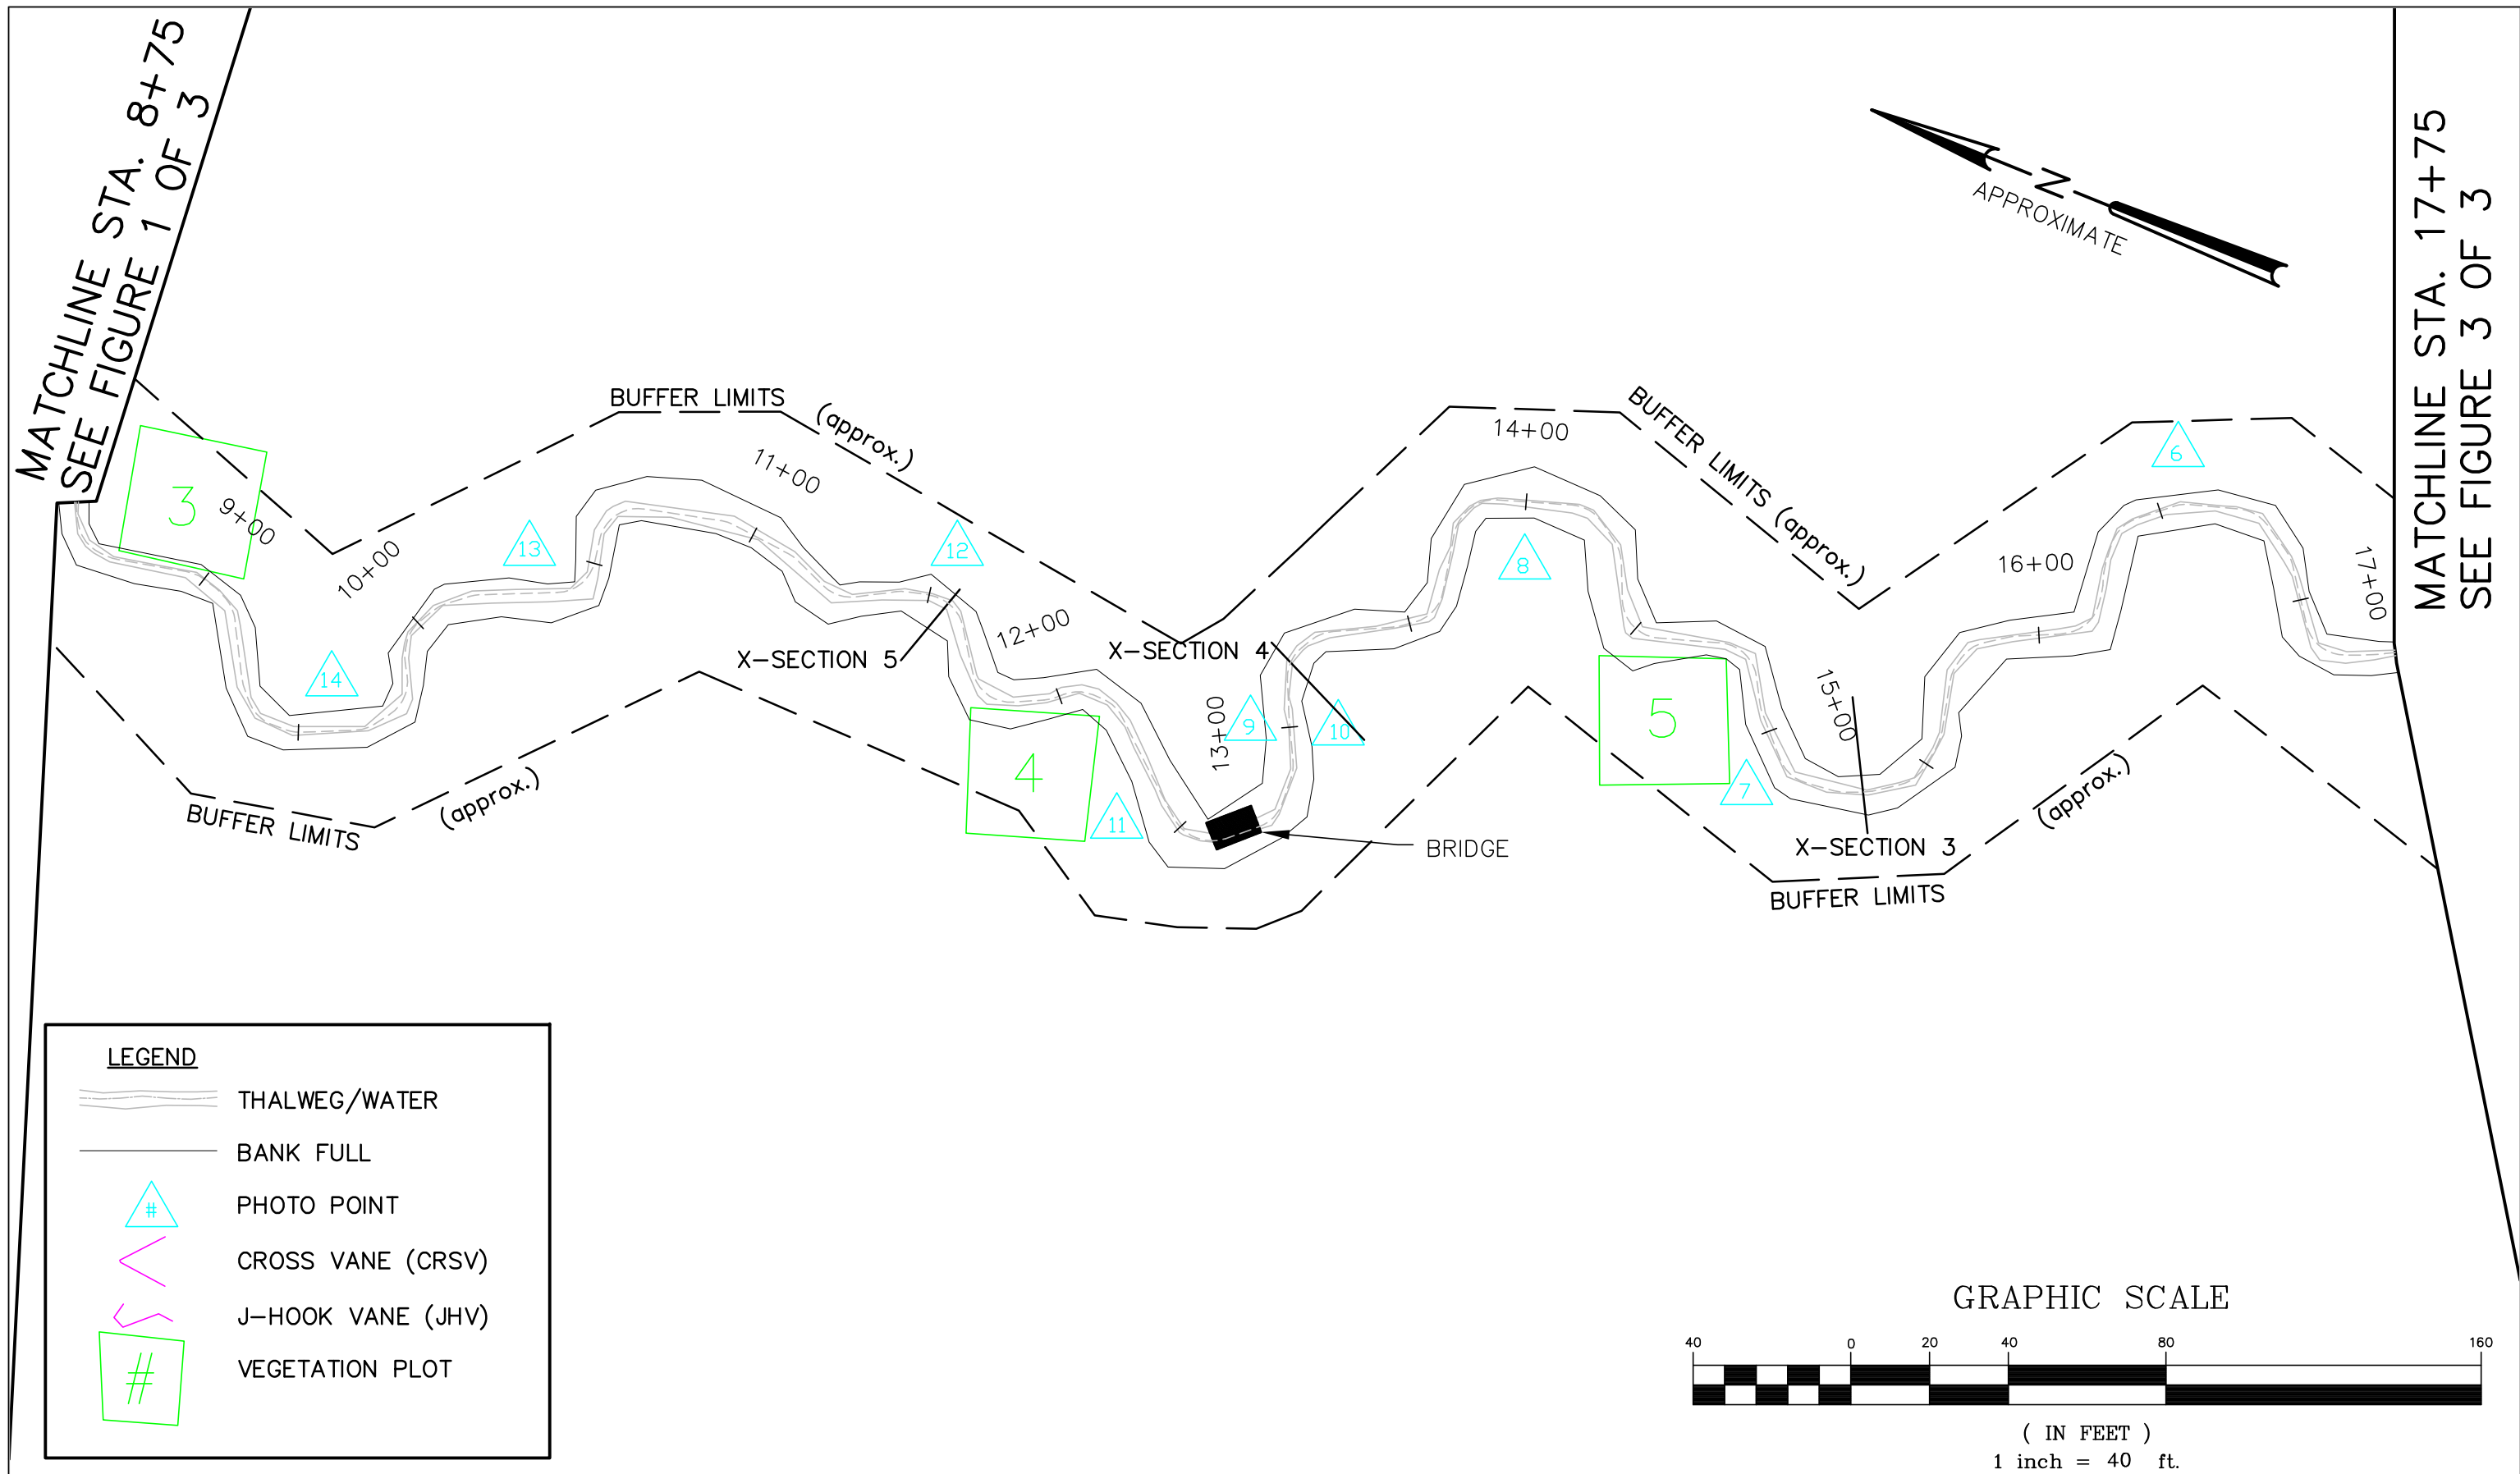 MATCHLINE STA. 8+75
SEE FIGURE 1 OF 3
N
APPROXIMATE
MATCHLINE STA. 17+75
SEE FIGURE 3 OF 3
BUFFER LIMITS
(approx.)
BUFFER LIMITS (approx.)
14+00
11+00
6
3
9+00
10+00
13
12
8
16+00
17+00
12+00
X-SECTION 5
X-SECTION 4
14
13+00
9
10
5
15+00
4
7
11
BUFFER LIMITS
(approx.)
BRIDGE
X-SECTION 3
(approx.)
BUFFER LIMITS
LEGEND
THALWEG/WATER
BANK FULL
#
PHOTO POINT
CROSS VANE (CRSV)
J-HOOK VANE (JHV)
#
VEGETATION PLOT
GRAPHIC SCALE
40 0 20 40 80 160
( IN FEET )
1 inch = 40 ft.